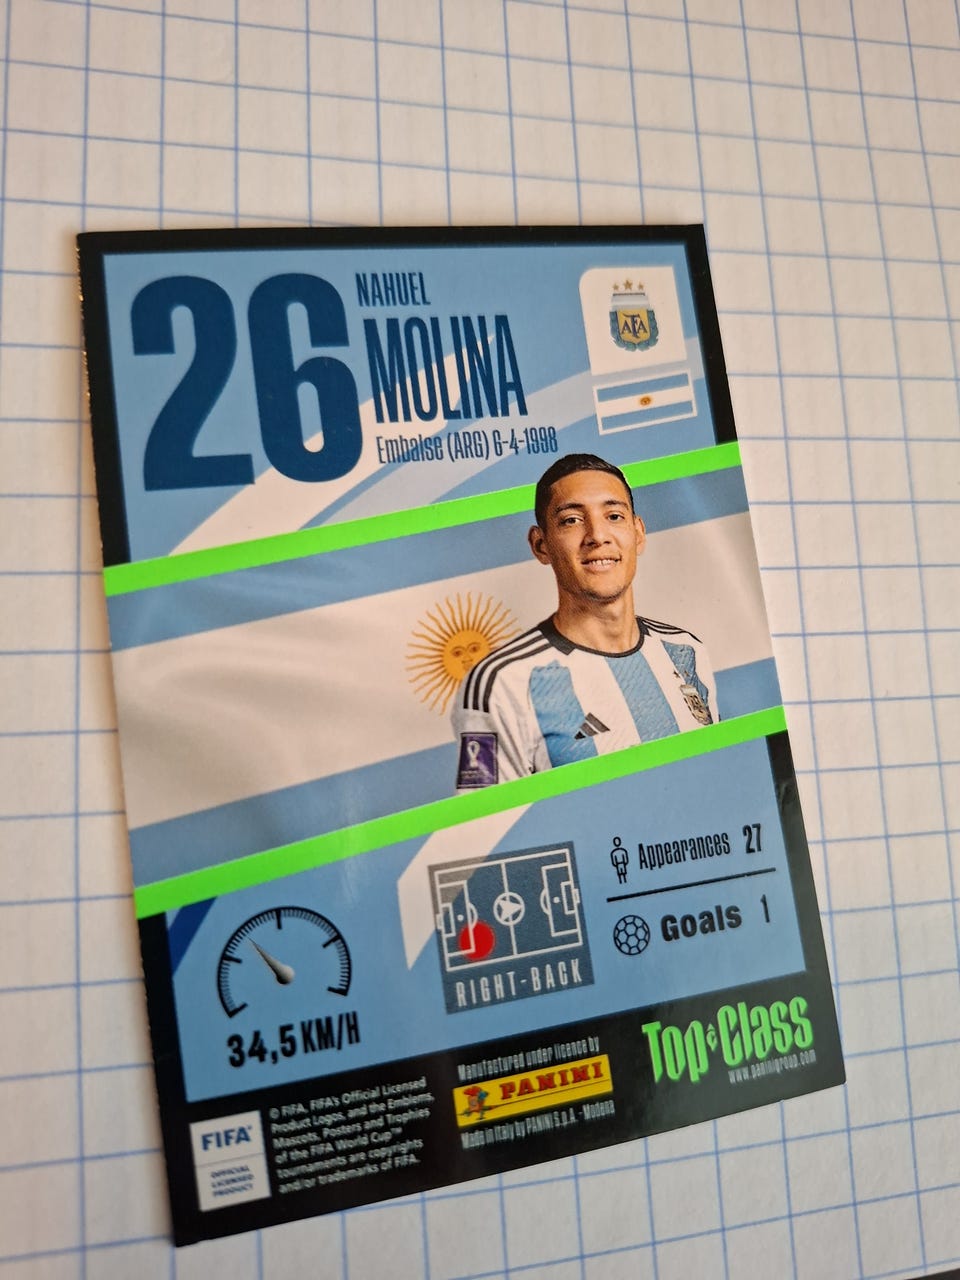 26
NAHUEL
MOLINA
Embalse (ARG) 6-4-1998
AFA
Appearances 27
Goals 1
34,5 KM/H
RIGHT-BACK
Top Class
www.paninigroup.com
Manufactured under licence by
PANINI
Made in Italy by PANINI S.p.A. - Modena
FIFA®
OFFICIAL
LICENSED
PRODUCT
© FIFA, FIFA's Official Licensed
Product Logos, and the Emblems,
Mascots, Posters and Trophies
of the FIFA World Cup™
tournaments are copyrights
and/or trademarks of FIFA.